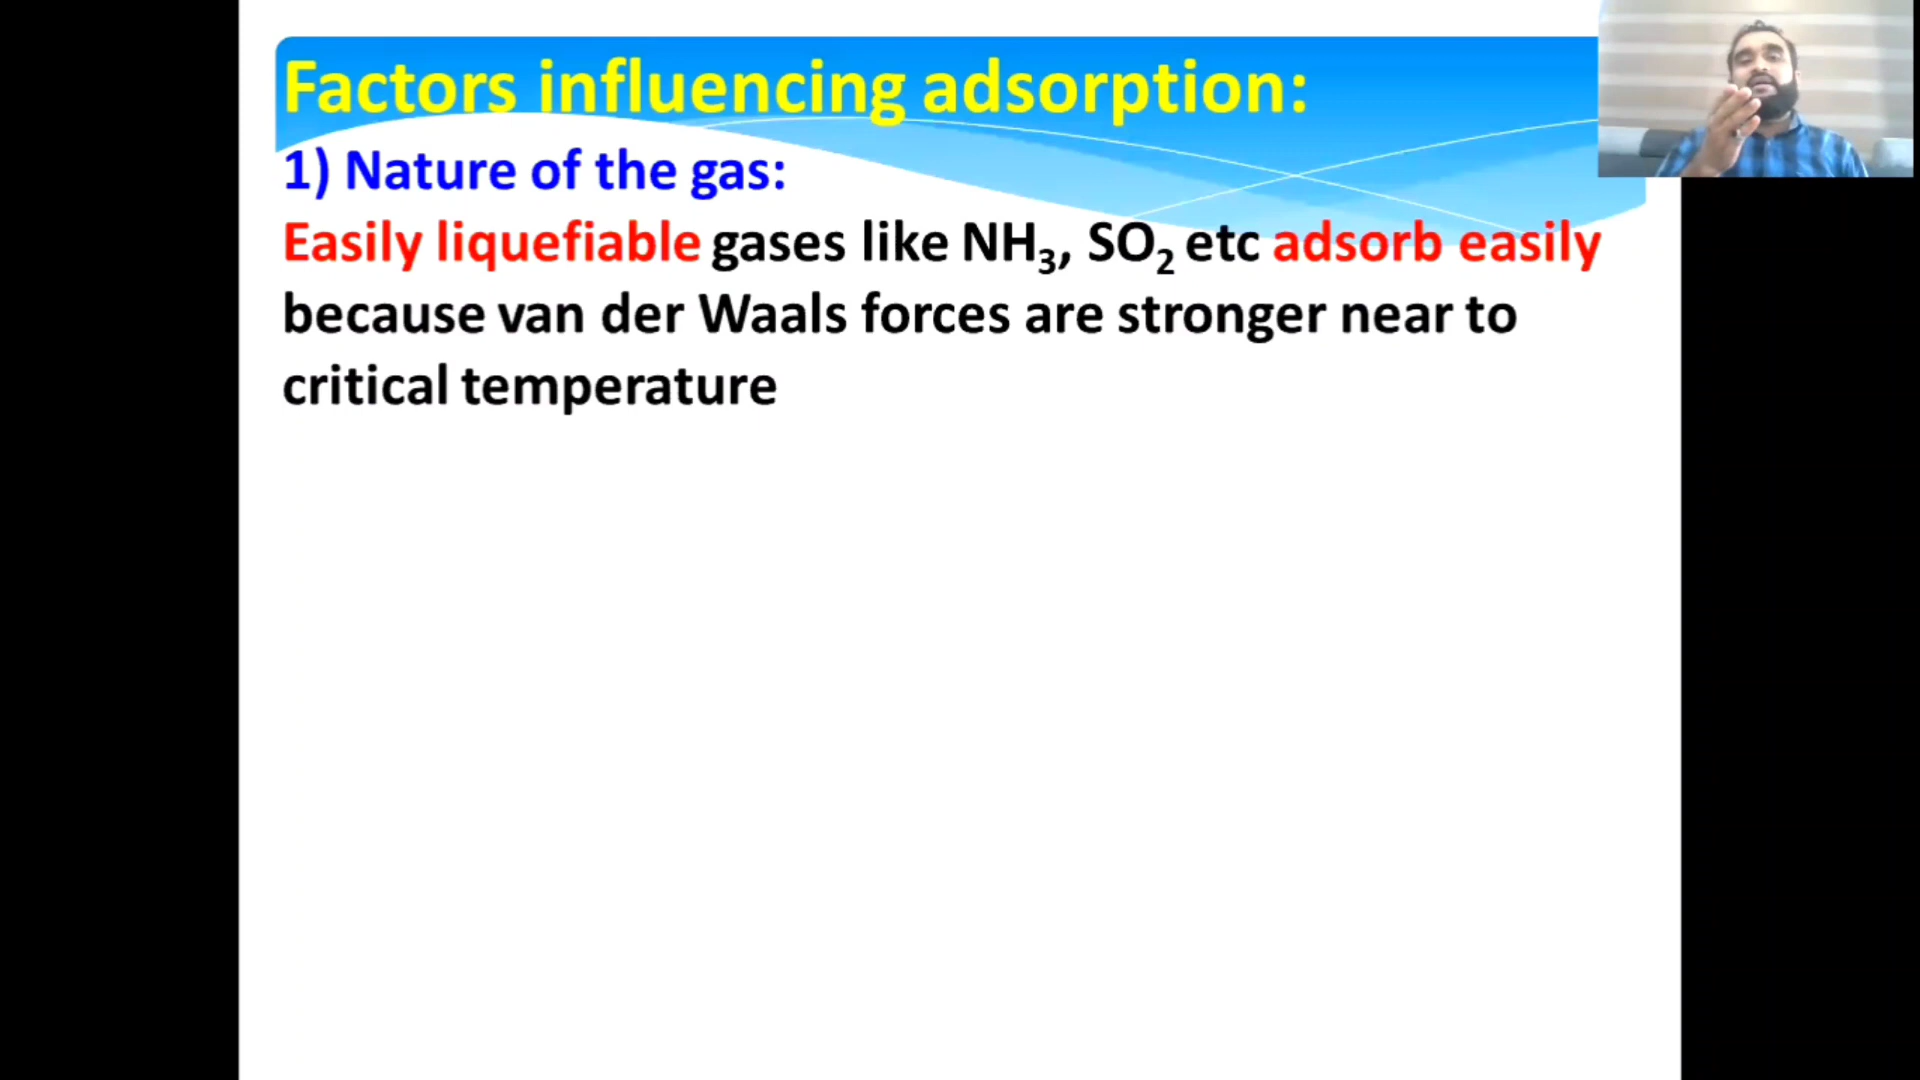 Factors influencing adsorption:
1) Nature of the gas:
Easily liquefiable gases like NH₃, SO₂ etc adsorb easily
because van der Waals forces are stronger near to
critical temperature